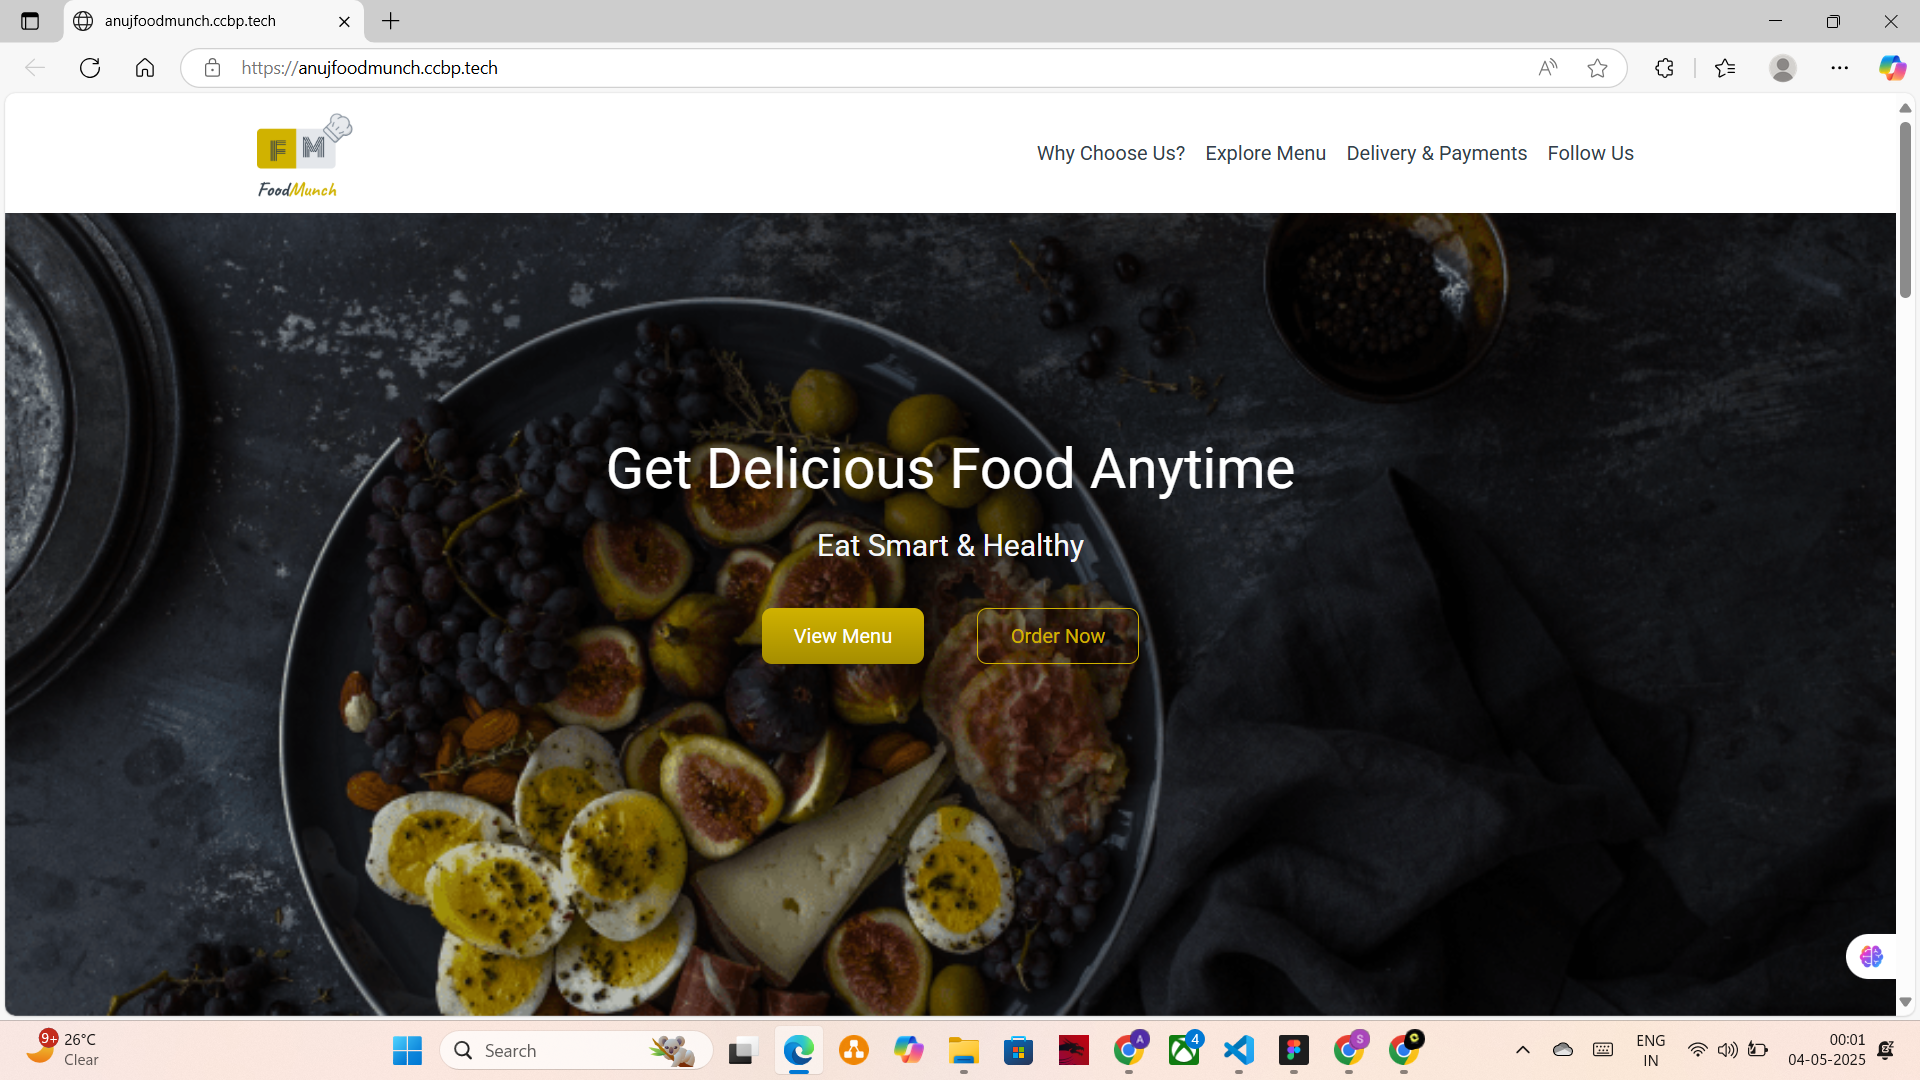 anujfoodmunch.ccbp.tech
https://anujfoodmunch.ccbp.tech
F M
FoodMunch
Why Choose Us? Explore Menu Delivery & Payments Follow Us
Get Delicious Food Anytime
Eat Smart & Healthy
View Menu Order Now
9+
26°C
Clear
Search
A
4
S
ENG
IN
00:01
04-05-2025